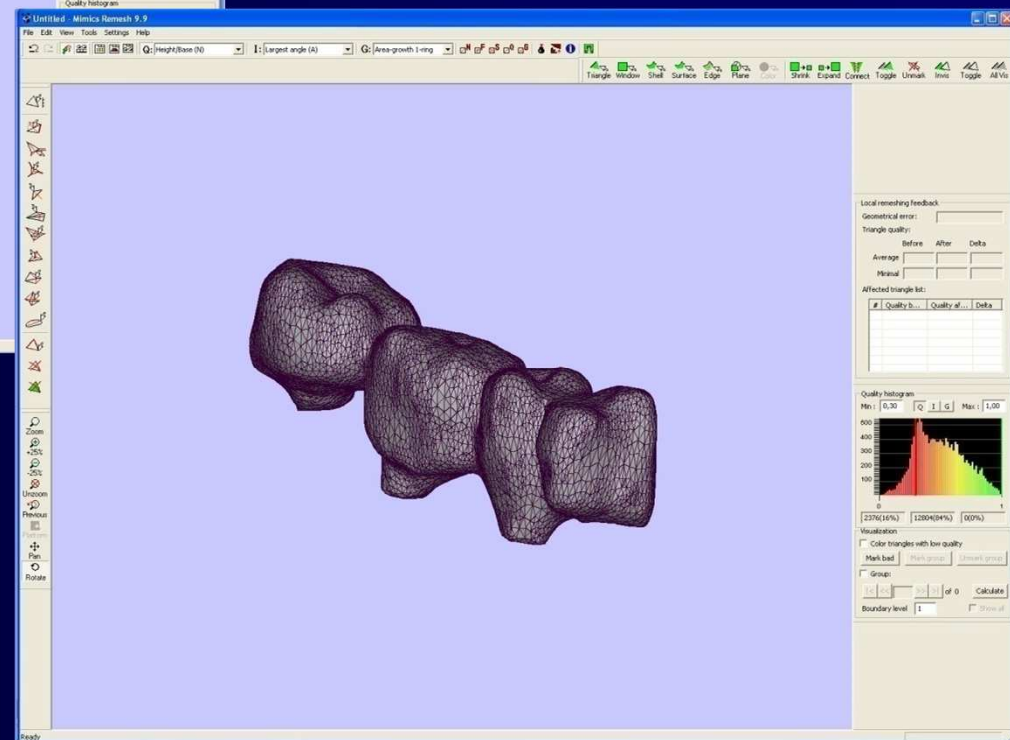 Quality histogram
Untitled - Mimics Remesh 9.9
File Edit View Tools Settings Help
Q: Height/Base (N) I: Largest angle (A) G: Area-growth 1-ring
Triangle Window Shell Surface Edge Plane Color Shrink Expand Connect Toggle Unmark Invis Toggle All Vis
Zoom
+25%
-25%
Unzoom
Previous
Pan
Rotate
Local remeshing feedback
Geometrical error:
Triangle quality:
Before After Delta
Average
Minimal
Affected triangle list:
# Quality b... Quality af... Delta
Quality histogram
Min : 0,30 Q I G Max : 1,00
600
400
300
200
100
0 1
2376(16%) 12804(84%) 0(0%)
Visualization
Color triangles with low quality
Mark bad Mark group Unmark group
Group:
|< << >> >| of 0 Calculate
Boundary level 1 Show all
Ready